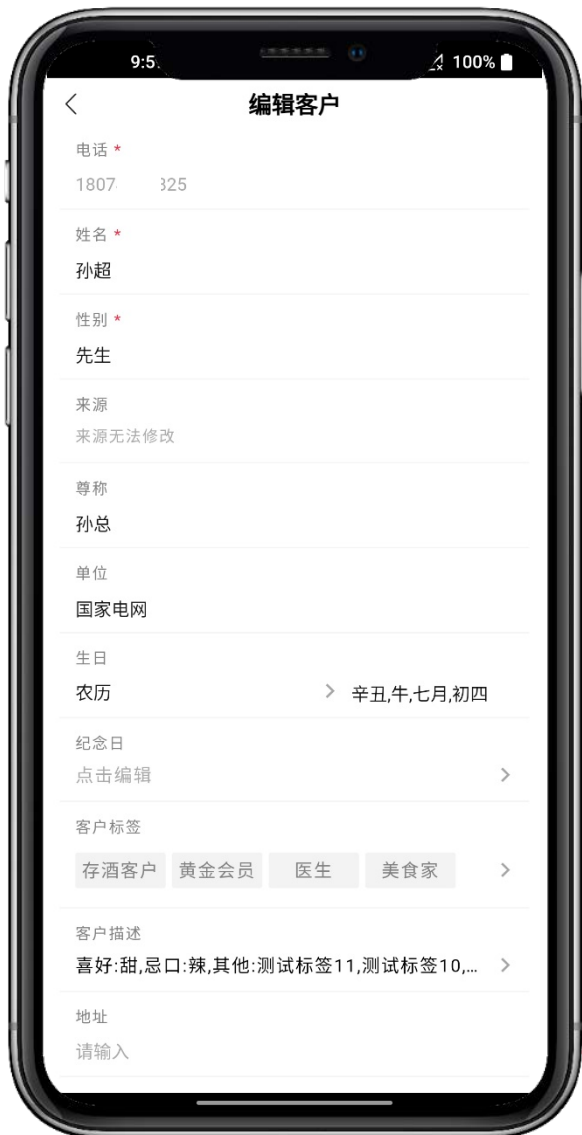 9:5
100%
编辑客户
电话 *
1807 325
姓名 *
孙超
性别 *
先生
来源
来源无法修改
尊称
孙总
单位
国家电网
生日
农历 > 辛丑,牛,七月,初四
纪念日
点击编辑
客户标签
存酒客户 黄金会员 医生 美食家
客户描述
喜好:甜,忌口:辣,其他:测试标签11,测试标签10,...
地址
请输入